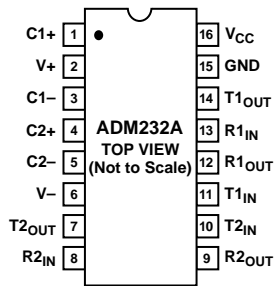 C1+ 1 16 VCC
V+ 2 15 GND
C1– 3 14 T1OUT
C2+ 4 ADM232A 13 R1IN
C2– 5 TOP VIEW 12 R1OUT
V– 6 (Not to Scale) 11 T1IN
T2OUT 7 10 T2IN
R2IN 8 9 R2OUT